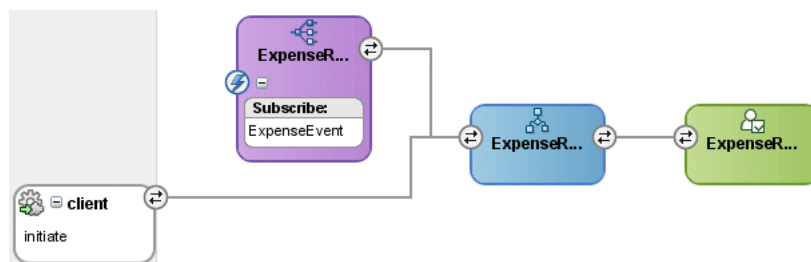 ExpenseR...
Subscribe:
ExpenseEvent
ExpenseR...
ExpenseR...
client
initiate